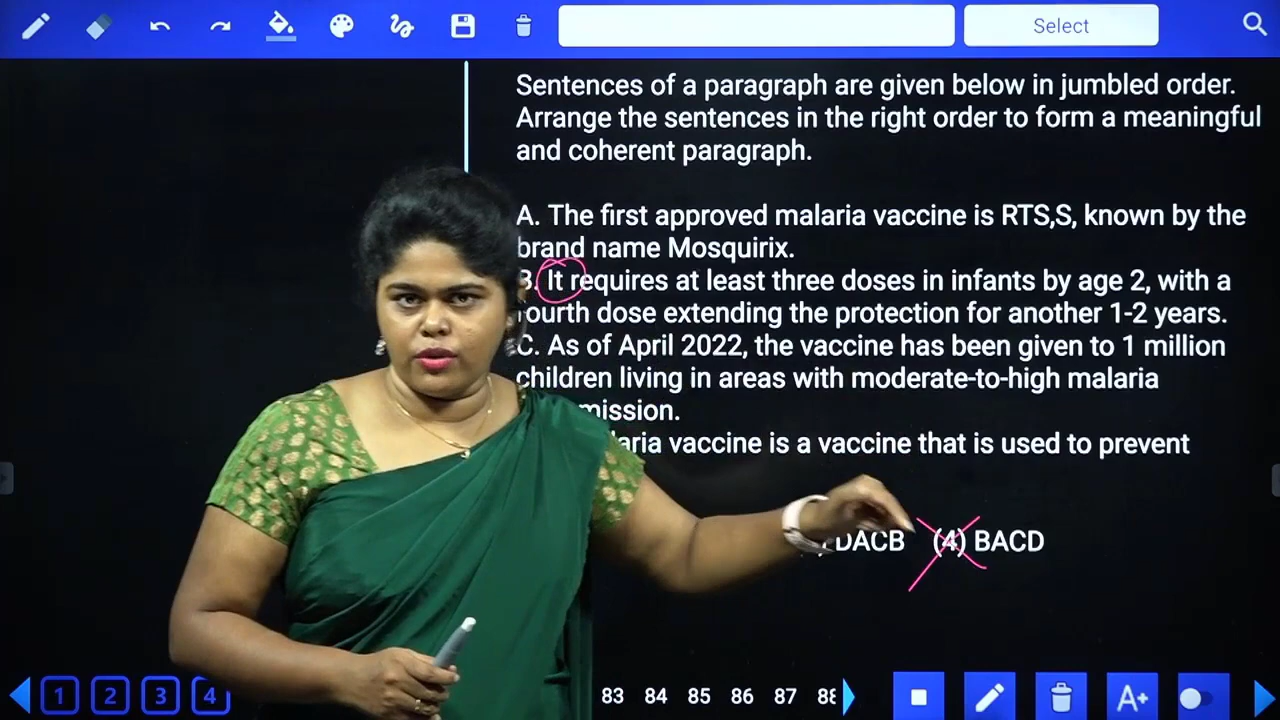 Select
Sentences of a paragraph are given below in jumbled order.
Arrange the sentences in the right order to form a meaningful
and coherent paragraph.
A. The first approved malaria vaccine is RTS,S, known by the
brand name Mosquirix.
B. It requires at least three doses in infants by age 2, with a
fourth dose extending the protection for another 1-2 years.
C. As of April 2022, the vaccine has been given to 1 million
children living in areas with moderate-to-high malaria
mission.
laria vaccine is a vaccine that is used to prevent
) DACB (4) BACD
1 2 3 4 83 84 85 86 87 88
A+